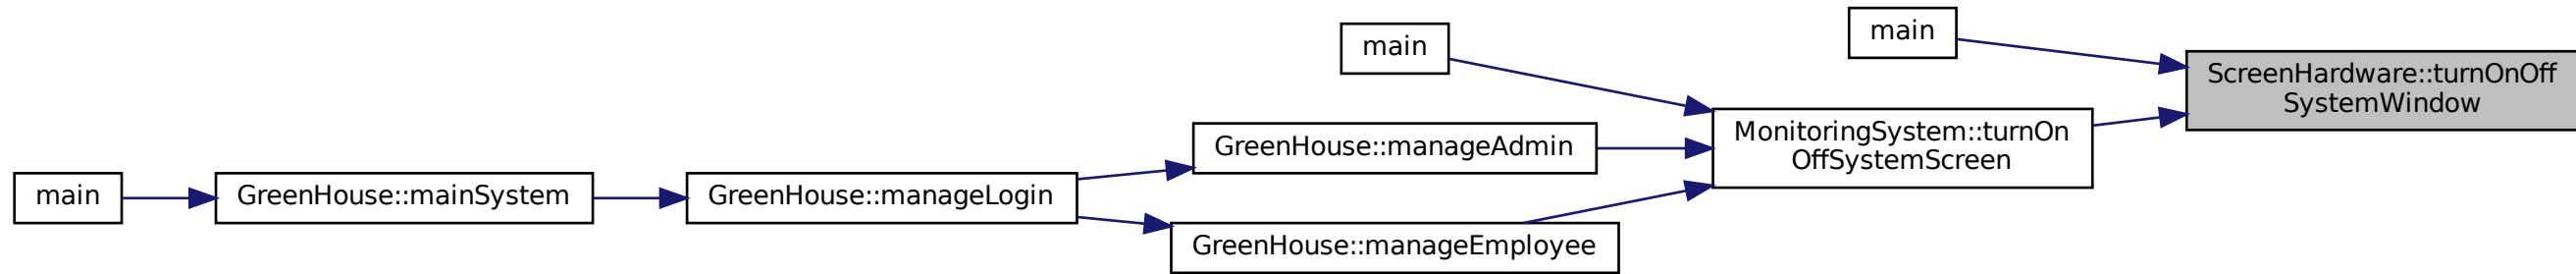 main
GreenHouse::mainSystem
GreenHouse::manageLogin
GreenHouse::manageAdmin
GreenHouse::manageEmployee
main
MonitoringSystem::turnOn
OffSystemScreen
main
ScreenHardware::turnOnOff
SystemWindow